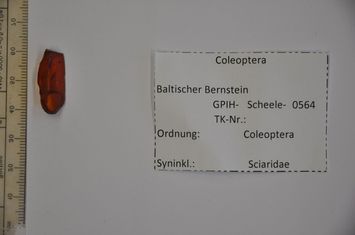 Coleoptera
Baltischer Bernstein
GPIH- Scheele- 0564
TK-Nr.:
Ordnung: Coleoptera
Syninkl.: Sciaridae